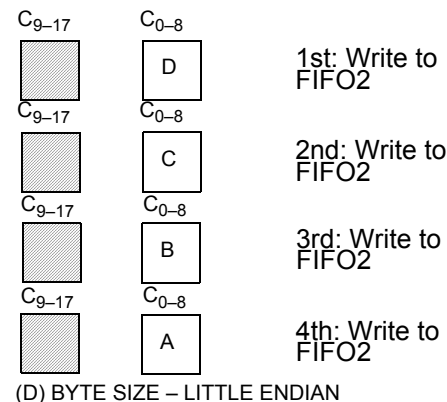 C9–17 C0–8
D 1st: Write to
FIFO2
C9–17 C0–8
C 2nd: Write to
FIFO2
C9–17 C0–8
B 3rd: Write to
FIFO2
C9–17 C0–8
A 4th: Write to
FIFO2
(D) BYTE SIZE – LITTLE ENDIAN